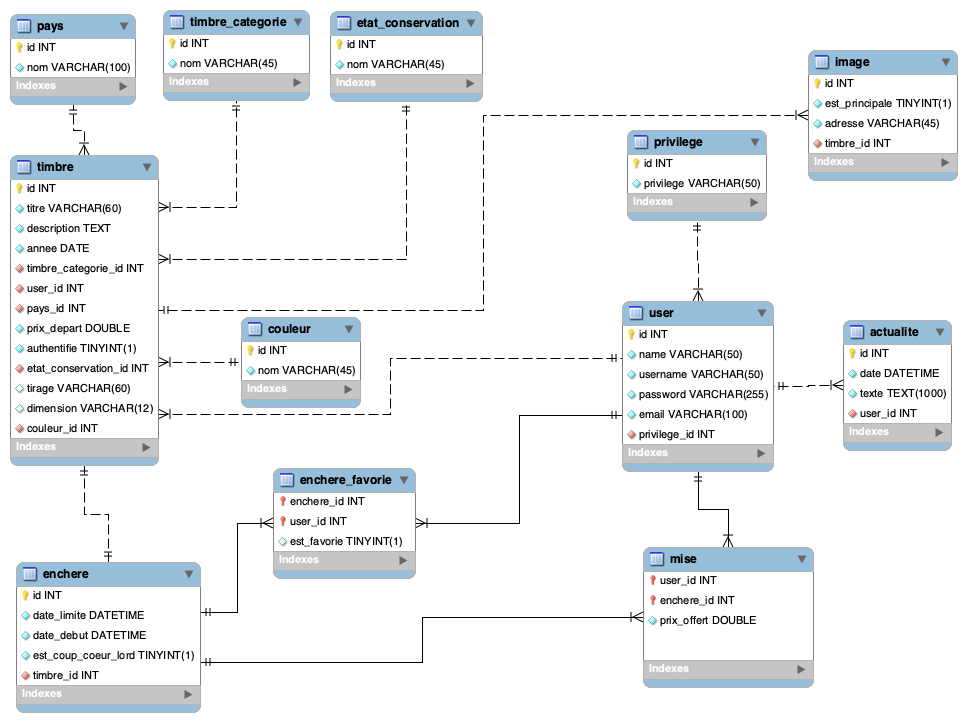 pays
id INT
nom VARCHAR(100)
Indexes
timbre_categorie
id INT
nom VARCHAR(45)
Indexes
etat_conservation
id INT
nom VARCHAR(45)
Indexes
image
id INT
est_principale TINYINT(1)
adresse VARCHAR(45)
timbre_id INT
Indexes
privilege
id INT
privilege VARCHAR(50)
Indexes
timbre
id INT
titre VARCHAR(60)
description TEXT
annee DATE
timbre_categorie_id INT
user_id INT
pays_id INT
prix_depart DOUBLE
authentifie TINYINT(1)
etat_conservation_id INT
tirage VARCHAR(60)
dimension VARCHAR(12)
couleur_id INT
Indexes
couleur
id INT
nom VARCHAR(45)
Indexes
user
id INT
name VARCHAR(50)
username VARCHAR(50)
password VARCHAR(255)
email VARCHAR(100)
privilege_id INT
Indexes
actualite
id INT
date DATETIME
texte TEXT(1000)
user_id INT
Indexes
enchere_favorie
enchere_id INT
user_id INT
est_favorie TINYINT(1)
Indexes
enchere
id INT
date_limite DATETIME
date_debut DATETIME
est_coup_coeur_lord TINYINT(1)
timbre_id INT
Indexes
mise
user_id INT
enchere_id INT
prix_offert DOUBLE
Indexes